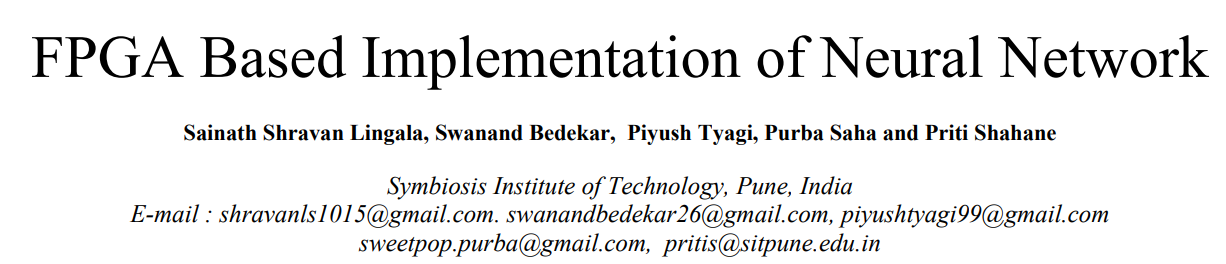 FPGA Based Implementation of Neural Network
Sainath Shravan Lingala, Swanand Bedekar, Piyush Tyagi, Purba Saha and Priti Shahane
Symbiosis Institute of Technology, Pune, India
E-mail : shravanls1015@gmail.com. swanandbedekar26@gmail.com, piyushtyagi99@gmail.com
sweetpop.purba@gmail.com, pritis@sitpune.edu.in